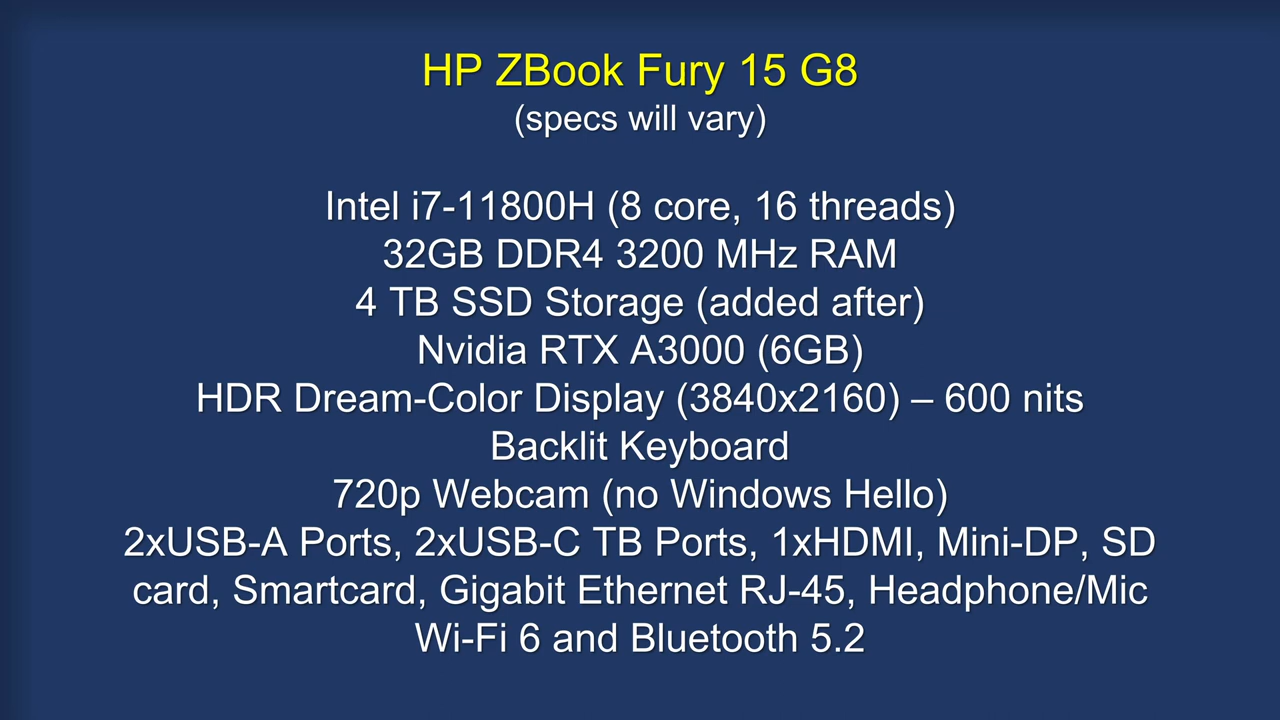 HP ZBook Fury 15 G8
(specs will vary)
Intel i7-11800H (8 core, 16 threads)
32GB DDR4 3200 MHz RAM
4 TB SSD Storage (added after)
Nvidia RTX A3000 (6GB)
HDR Dream-Color Display (3840x2160) – 600 nits
Backlit Keyboard
720p Webcam (no Windows Hello)
2xUSB-A Ports, 2xUSB-C TB Ports, 1xHDMI, Mini-DP, SD
card, Smartcard, Gigabit Ethernet RJ-45, Headphone/Mic
Wi-Fi 6 and Bluetooth 5.2